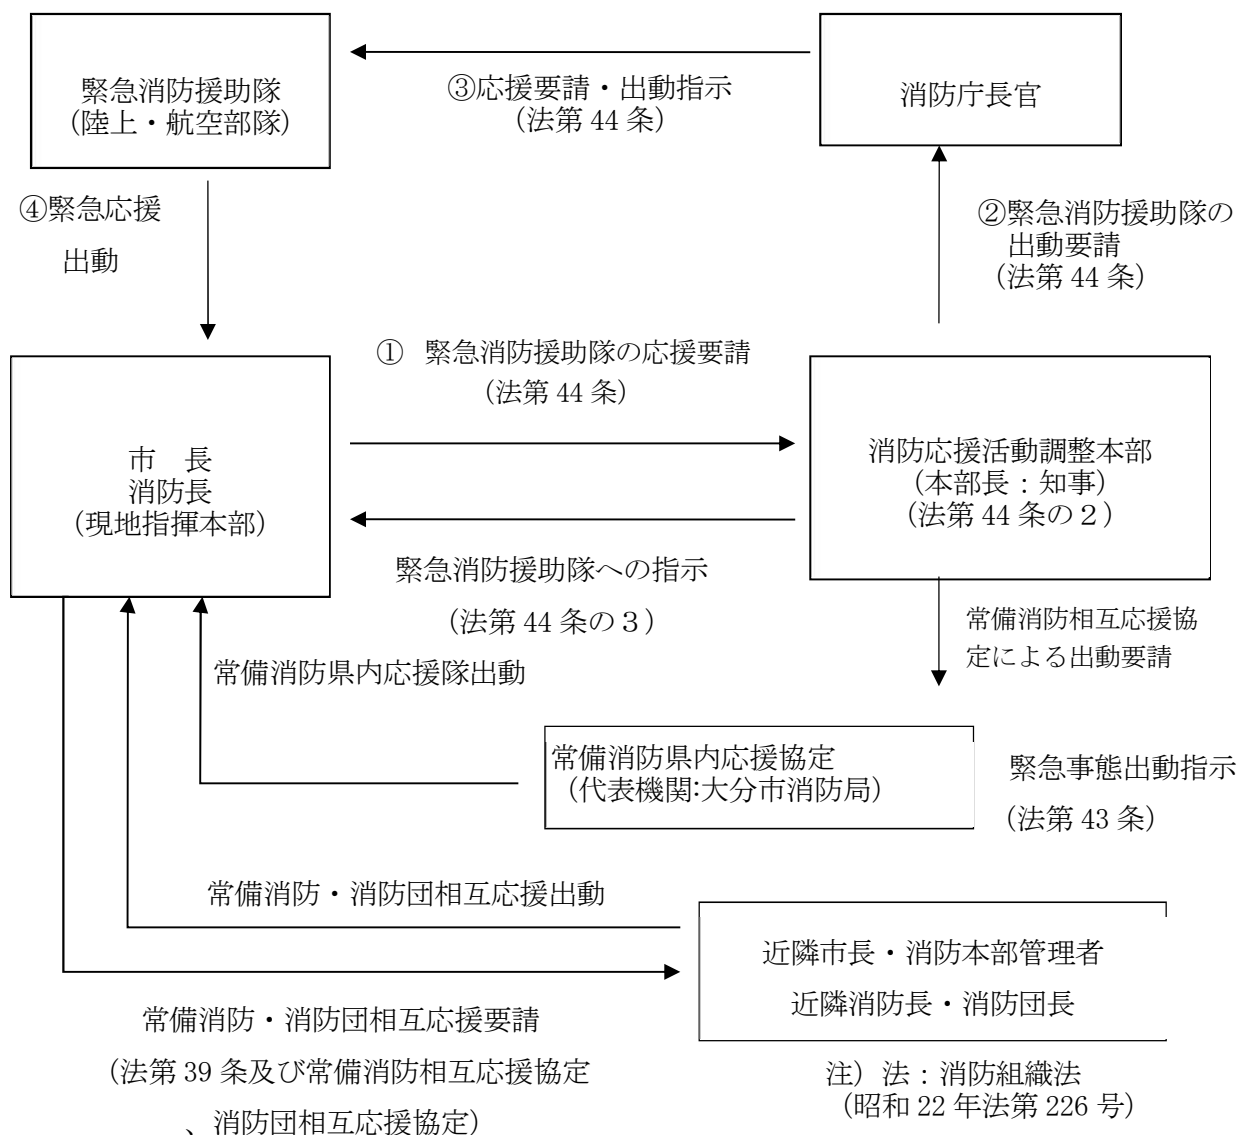 緊急消防援助隊
(陸上・航空部隊)
③応援要請・出動指示
(法第 44 条)
消防庁長官
④緊急応援
出動
②緊急消防援助隊の
出動要請
(法第 44 条)
① 緊急消防援助隊の応援要請
(法第 44 条)
市　長
消防長
(現地指揮本部)
消防応援活動調整本部
(本部長：知事)
(法第 44 条の２)
緊急消防援助隊への指示
(法第 44 条の３)
常備消防相互応援協
定による出動要請
常備消防県内応援隊出動
常備消防県内応援協定
(代表機関:大分市消防局)
緊急事態出動指示
(法第 43 条)
常備消防・消防団相互応援出動
近隣市長・消防本部管理者
近隣消防長・消防団長
常備消防・消防団相互応援要請
(法第 39 条及び常備消防相互応援協定
、消防団相互応援協定)
注）法：消防組織法
(昭和 22 年法第 226 号)